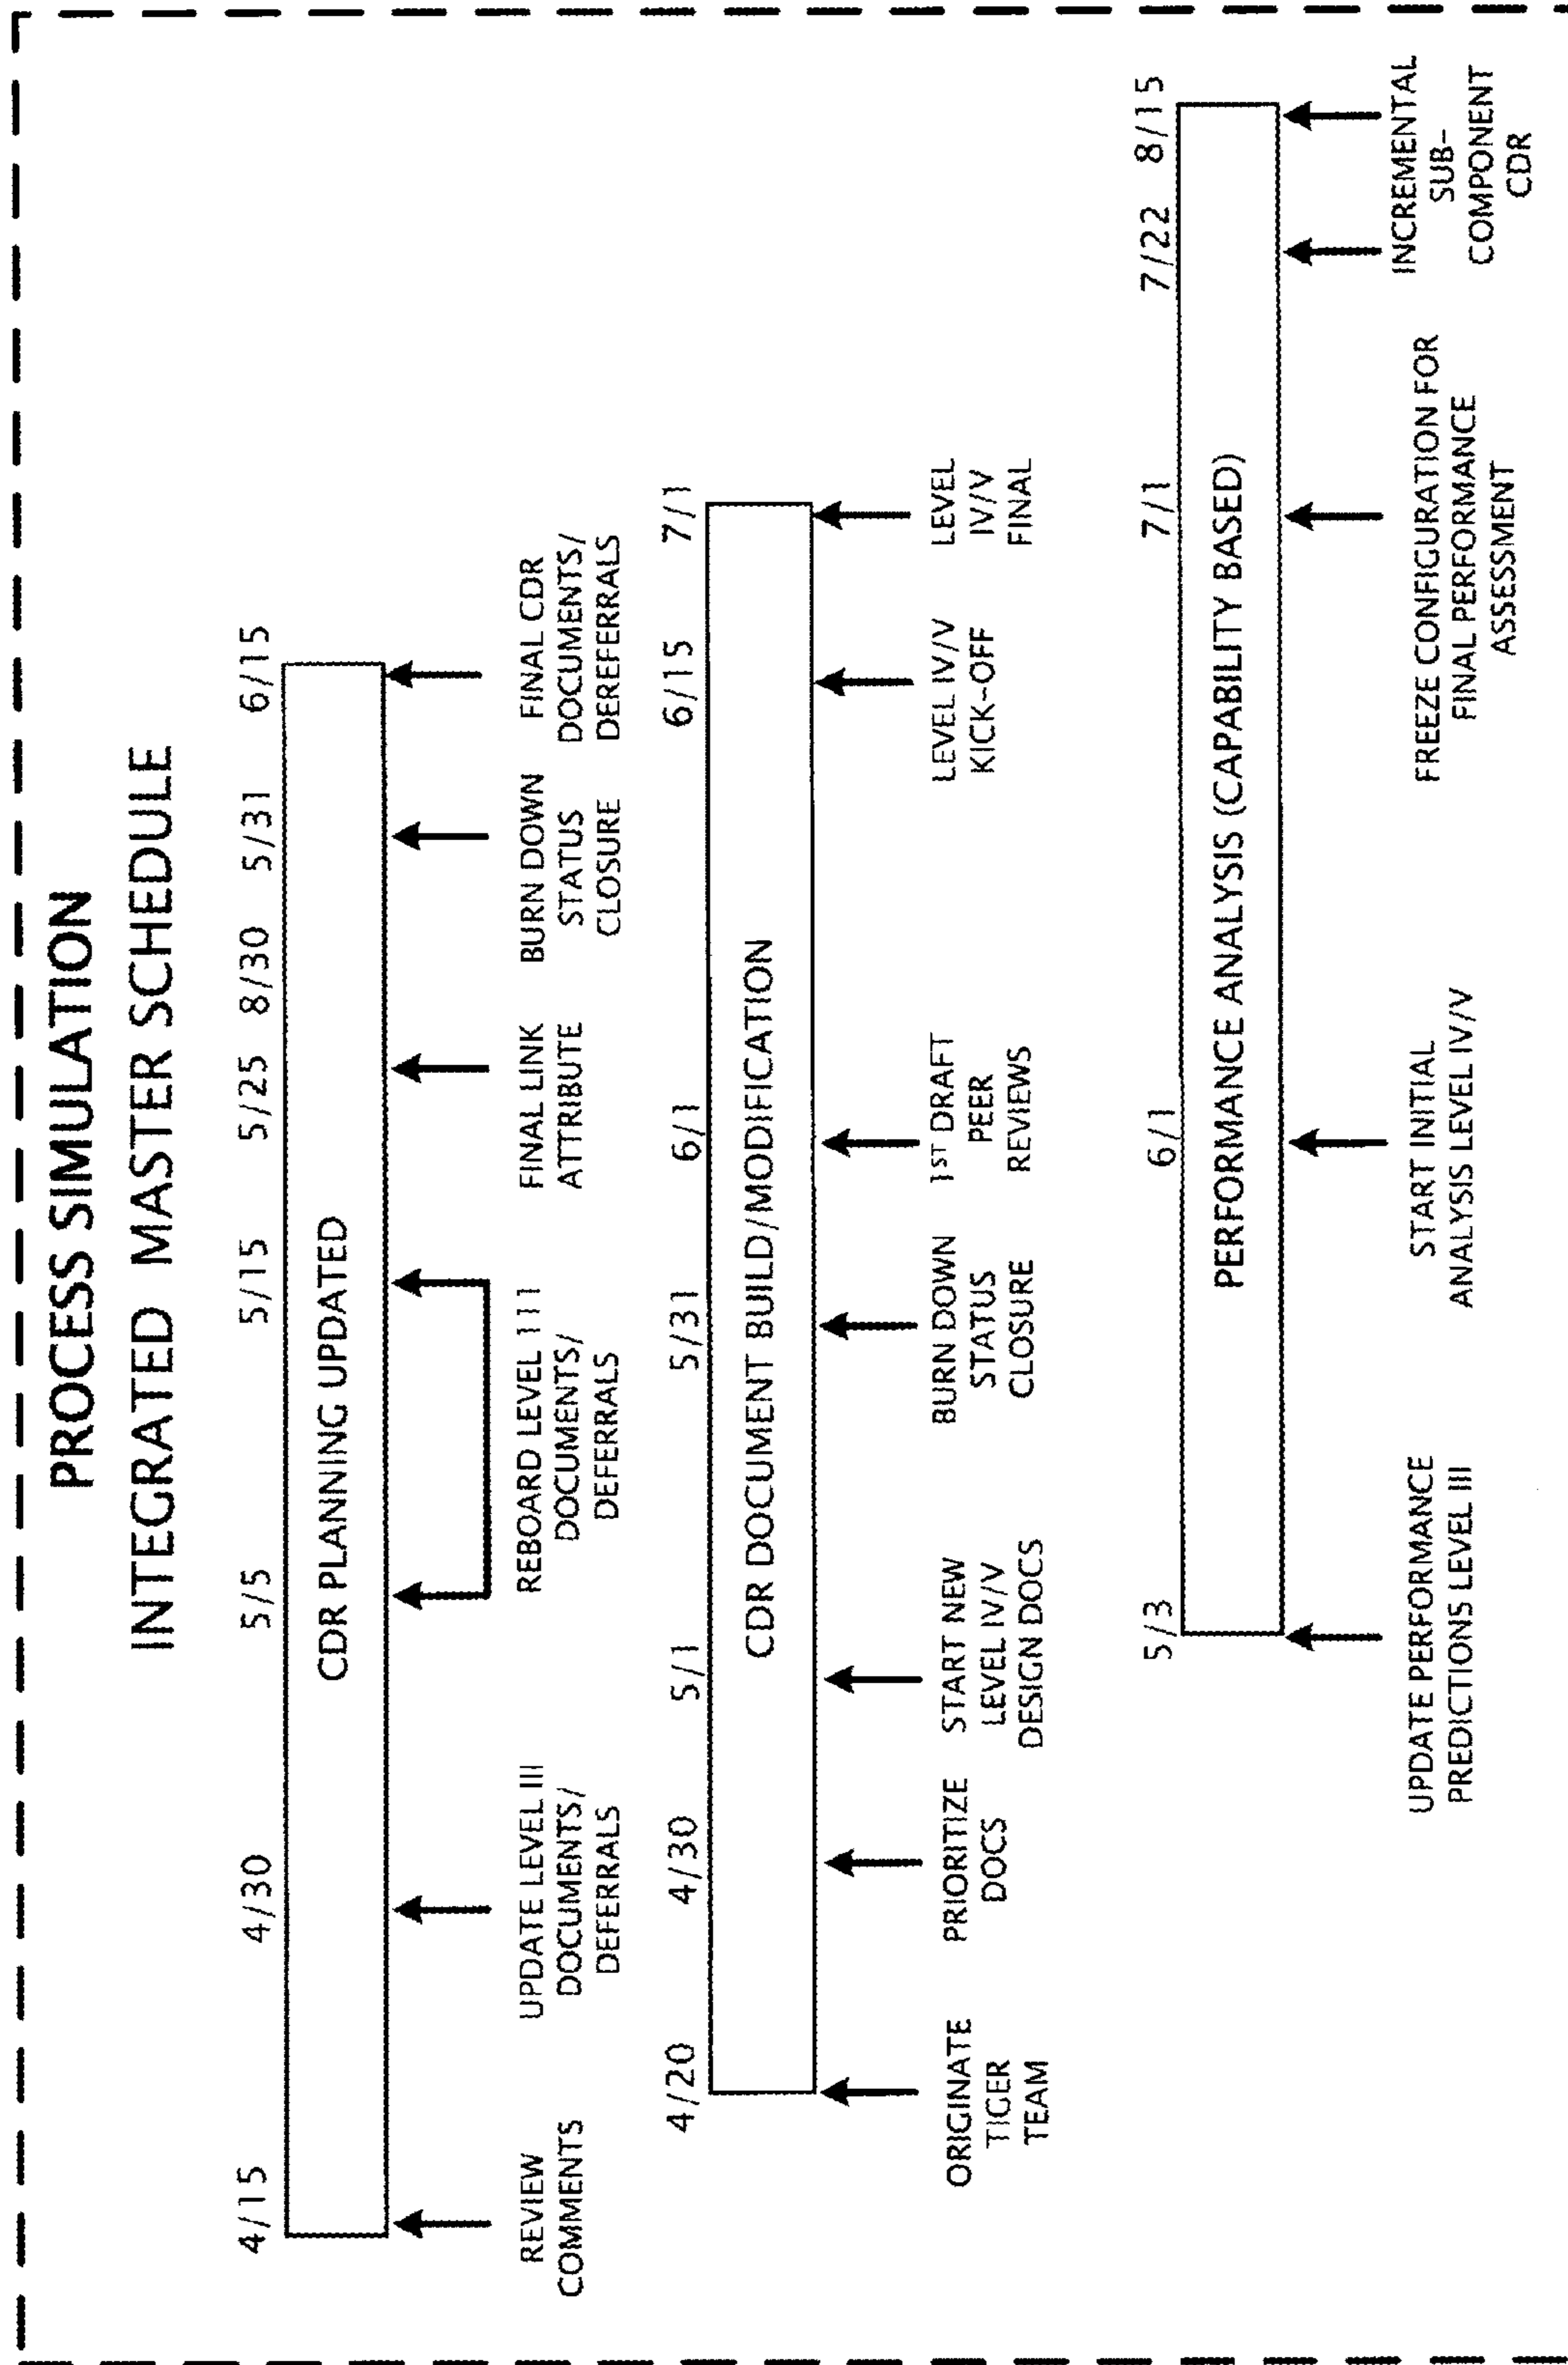 PROCESS SIMULATION
INTEGRATED MASTER SCHEDULE
4/15 4/30 5/5 5/15 5/25 8/30 5/31 6/15
CDR PLANNING UPDATED
REVIEW
COMMENTS
UPDATE LEVEL III
DOCUMENTS/
DEFERRALS
REBOARD LEVEL 111
DOCUMENTS/
DEFERRALS
FINAL LINK
ATTRIBUTE
BURN DOWN
STATUS
CLOSURE
FINAL CDR
DOCUMENTS/
DEREFERRALS
4/20 4/30 5/1 5/31 6/1 6/15 7/1
CDR DOCUMENT BUILD/MODIFICATION
ORIGINATE
TIGER
TEAM
PRIORITIZE
DOCS
START NEW
LEVEL IV/V
DESIGN DOCS
BURN DOWN
STATUS
CLOSURE
1ST DRAFT
PEER
REVIEWS
LEVEL IV/V
KICK-OFF
LEVEL
IV/V
FINAL
5/3 6/1 7/1 7/22 8/15
PERFORMANCE ANALYSIS (CAPABILITY BASED)
UPDATE PERFORMANCE
PREDICTIONS LEVEL III
START INITIAL
ANALYSIS LEVEL IV/V
FREEZE CONFIGURATION FOR
FINAL PERFORMANCE
ASSESSMENT
INCREMENTAL
SUB-
COMPONENT
CDR